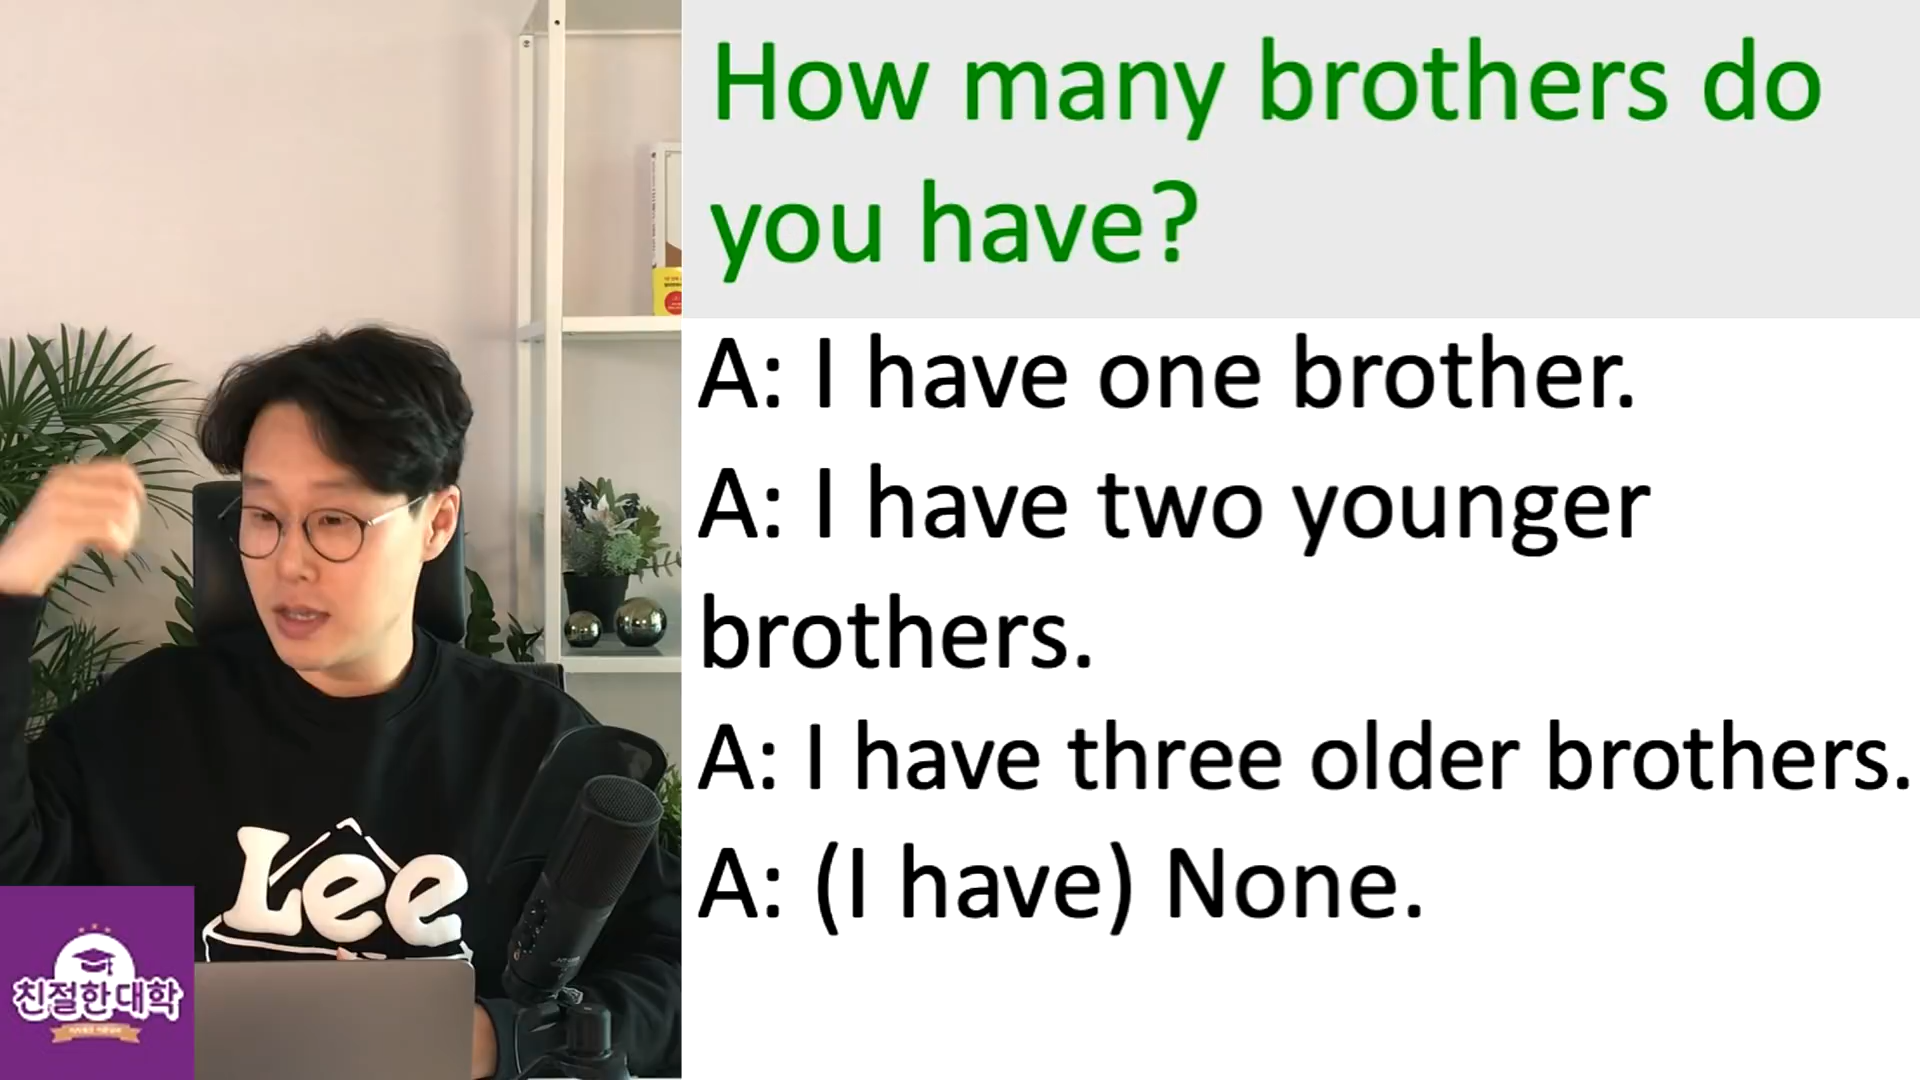 How many brothers do
you have?
A: I have one brother.
A: I have two younger
brothers.
A: I have three older brothers.
A: (I have) None.
Lee
친절한대학